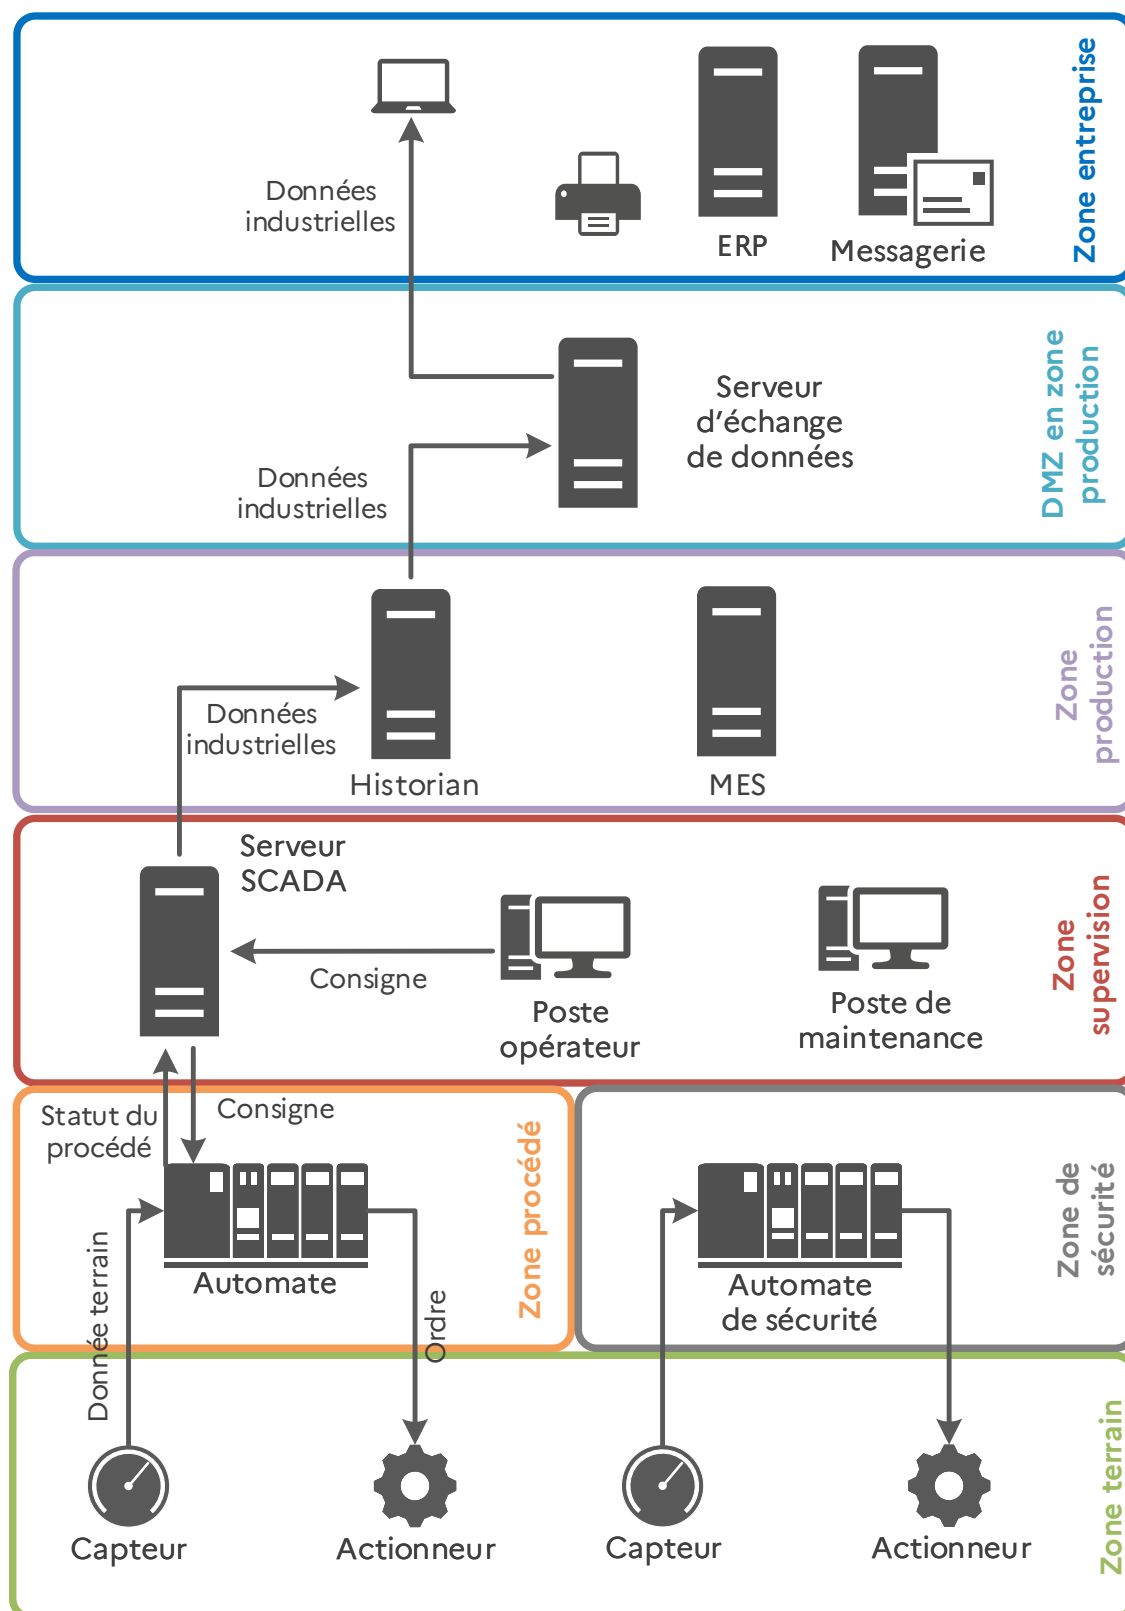 Zone entreprise
Données
industrielles
ERP
Messagerie
DMZ en zone
production
Serveur
d'échange
de données
Données
industrielles
Zone
production
Données
industrielles
Historian
MES
Zone
supervision
Serveur
SCADA
Consigne
Poste
opérateur
Poste de
maintenance
Zone procédé
Statut du
procédé
Consigne
Automate
Donnée terrain
Ordre
Zone de
sécurité
Automate
de sécurité
Zone terrain
Capteur
Actionneur
Capteur
Actionneur